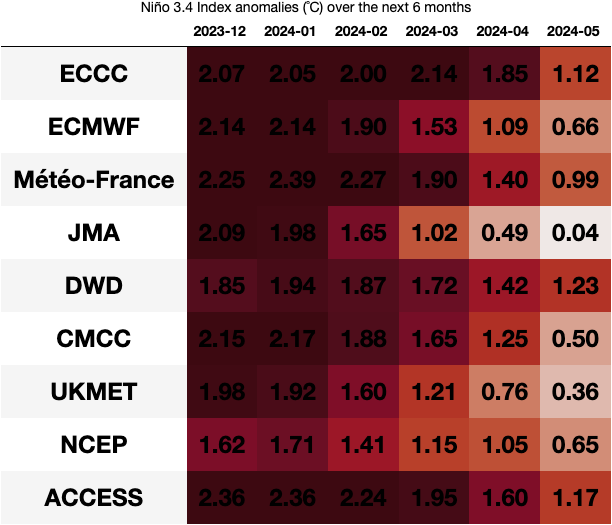 Niño 3.4 Index anomalies (℃) over the next 6 months
2023-12 2024-01 2024-02 2024-03 2024-04 2024-05
ECCC 2.07 2.05 2.00 2.14 1.85 1.12
ECMWF 2.14 2.14 1.90 1.53 1.09 0.66
Météo-France 2.25 2.39 2.27 1.90 1.40 0.99
JMA 2.09 1.98 1.65 1.02 0.49 0.04
DWD 1.85 1.94 1.87 1.72 1.42 1.23
CMCC 2.15 2.17 1.88 1.65 1.25 0.50
UKMET 1.98 1.92 1.60 1.21 0.76 0.36
NCEP 1.62 1.71 1.41 1.15 1.05 0.65
ACCESS 2.36 2.36 2.24 1.95 1.60 1.17